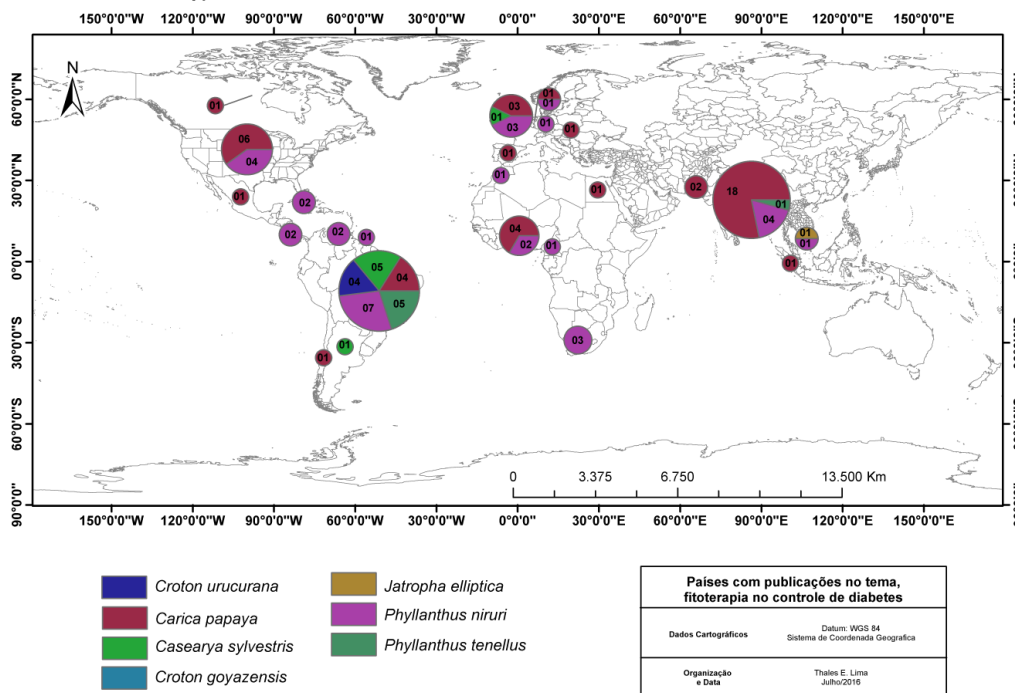 150°0'0"W 120°0'0"W 90°0'0"W 60°0'0"W 30°0'0"W 0°0'0" 30°0'0"E 60°0'0"E 90°0'0"E 120°0'0"E 150°0'0"E
N
60°0'0"N
30°0'0"N
0°0'0"
30°0'0"S
60°0'0"S
90°0'0"
01
06
04
01
02
02
02
01
05
04
04
07
05
01
01
03
01
03
01
01
01
01
01
01
01
04
02
01
03
02
18
01
04
01
01
01
0 3.375 6.750 13.500 Km
150°0'0"W 120°0'0"W 90°0'0"W 60°0'0"W 30°0'0"W 0°0'0" 30°0'0"E 60°0'0"E 90°0'0"E 120°0'0"E 150°0'0"E
Croton urucurana
Carica papaya
Casearya sylvestris
Croton goyazensis
Jatropha elliptica
Phyllanthus niruri
Phyllanthus tenellus
Países com publicações no tema,
fitoterapia no controle de diabetes
Dados Cartográficos
Datum: WGS 84
Sistema de Coordenada Geografica
Organização
e Data
Thales E. Lima
Julho/2016